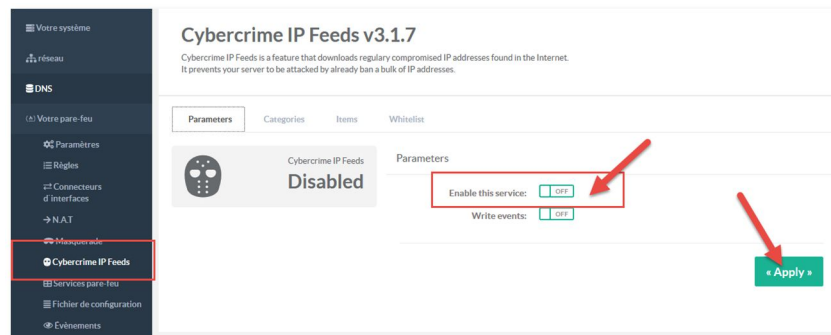 Votre système
réseau
DNS
Votre pare-feu
Paramètres
Règles
Connecteurs
d'interfaces
N.A.T
Masquerade
Cybercrime IP Feeds
Services pare-feu
Fichier de configuration
Évènements
Cybercrime IP Feeds v3.1.7
Cybercrime IP Feeds is a feature that downloads regulary compromised IP addresses found in the Internet.
It prevents your server to be attacked by already ban a bulk of IP addresses.
Parameters Categories Items Whitelist
Cybercrime IP Feeds
Disabled
Parameters
Enable this service: OFF
Write events: OFF
« Apply »